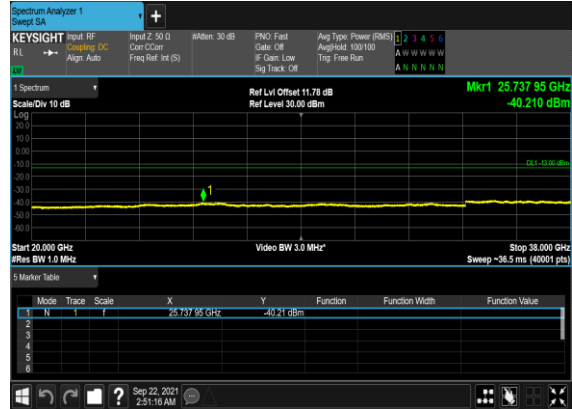 Spectrum Analyzer 1
Swept SA
KEYSIGHT Input: RF Input Z: 50 Ω #Atten: 30 dB PNO: Fast Avg Type: Power (RMS) 1 2 3 4 5 6
RL Coupling: DC Corr CCorr Gate: Off Avg|Hold: 100/100 A W W W W W
Align: Auto Freq Ref: Int (S) IF Gain: Low Trig: Free Run
Sig Track: Off A N N N N N
1 Spectrum Ref Lvl Offset 11.78 dB Mkr1 25.737 95 GHz
Scale/Div 10 dB Ref Level 30.00 dBm -40.210 dBm
Log
20.0
10.0
0.00
-10.0
DL1 -13.00 dBm
-20.0
-30.0
1
-40.0
-50.0
-60.0
Start 20.000 GHz Video BW 3.0 MHz* Stop 38.000 GHz
#Res BW 1.0 MHz Sweep ~36.5 ms (40001 pts)
5 Marker Table
Mode Trace Scale X Y Function Function Width Function Value
1 N 1 f 25.737 95 GHz -40.21 dBm
2
3
4
5
6
Sep 22, 2021
2:51:16 AM